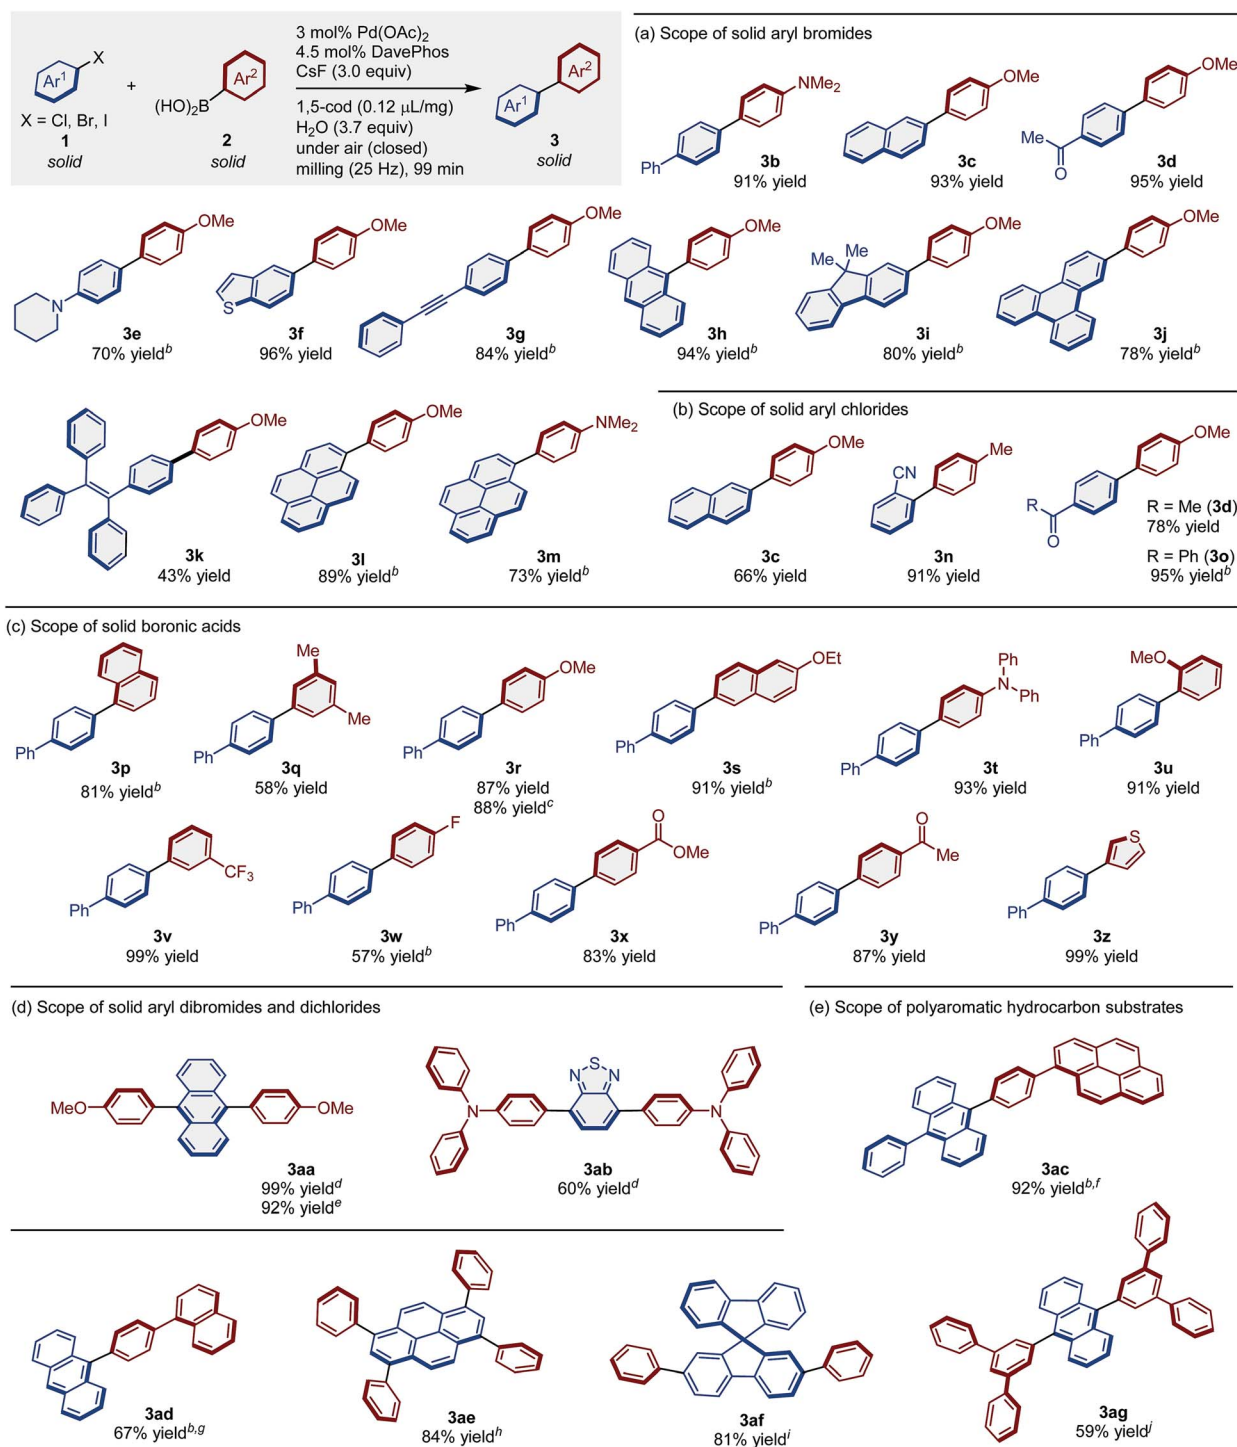 X
Ar1
+
(HO)2B
Ar2
X = Cl, Br, I
1
solid
2
solid
3 mol% Pd(OAc)2
4.5 mol% DavePhos
CsF (3.0 equiv)
1,5-cod (0.12 μL/mg)
H2O (3.7 equiv)
under air (closed)
milling (25 Hz), 99 min
Ar2
Ar1
3
solid
(a) Scope of solid aryl bromides
NMe2
Ph
3b
91% yield
OMe
3c
93% yield
OMe
Me
O
3d
95% yield
OMe
N
3e
70% yieldb
OMe
S
3f
96% yield
OMe
3g
84% yieldb
OMe
3h
94% yieldb
Me
Me
OMe
3i
80% yieldb
OMe
3j
78% yieldb
OMe
3k
43% yield
OMe
3l
89% yieldb
NMe2
3m
73% yieldb
(b) Scope of solid aryl chlorides
OMe
3c
66% yield
Me
CN
3n
91% yield
OMe
R
O
R = Me (3d)
78% yield
R = Ph (3o)
95% yieldb
(c) Scope of solid boronic acids
Ph
3p
81% yieldb
Me
Me
Ph
3q
58% yield
OMe
Ph
3r
87% yield
88% yieldc
OEt
Ph
3s
91% yieldb
Ph
N
Ph
Ph
3t
93% yield
MeO
Ph
3u
91% yield
CF3
Ph
3v
99% yield
F
Ph
3w
57% yieldb
O
OMe
Ph
3x
83% yield
O
Me
Ph
3y
87% yield
S
Ph
3z
99% yield
(d) Scope of solid aryl dibromides and dichlorides
MeO
OMe
3aa
99% yieldd
92% yielde
S
N
N
N
N
3ab
60% yieldd
(e) Scope of polyaromatic hydrocarbon substrates
3ac
92% yieldb,f
3ad
67% yieldb,g
3ae
84% yieldh
3af
81% yieldi
3ag
59% yieldj